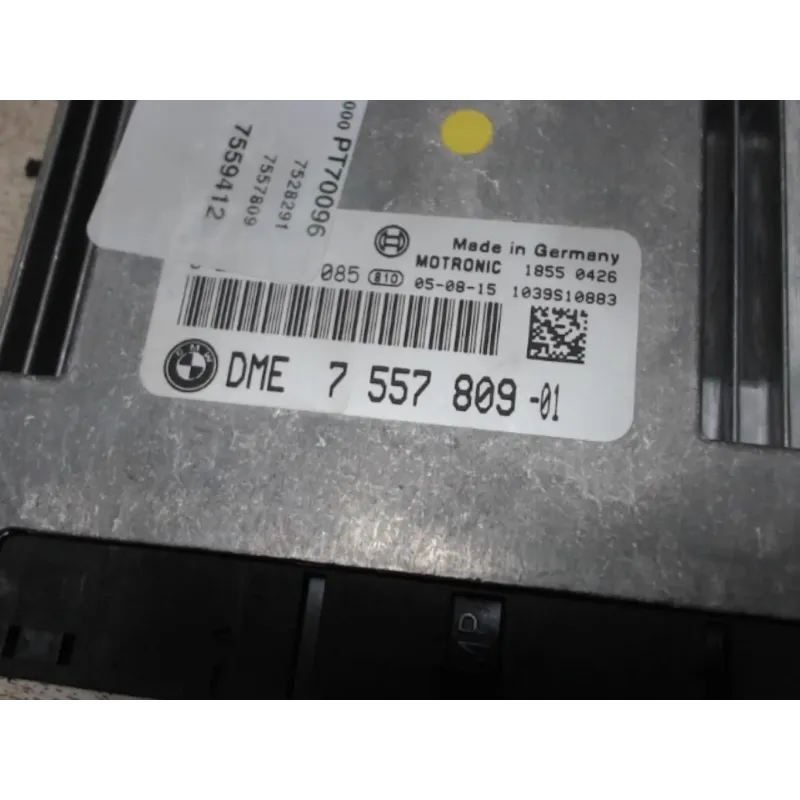 000 PT70096
7528291
7557809
7559412
Made in Germany
MOTRONIC 1855 0426
085 05-08-15 1039S10883
BMW DME 7 557 809 -01